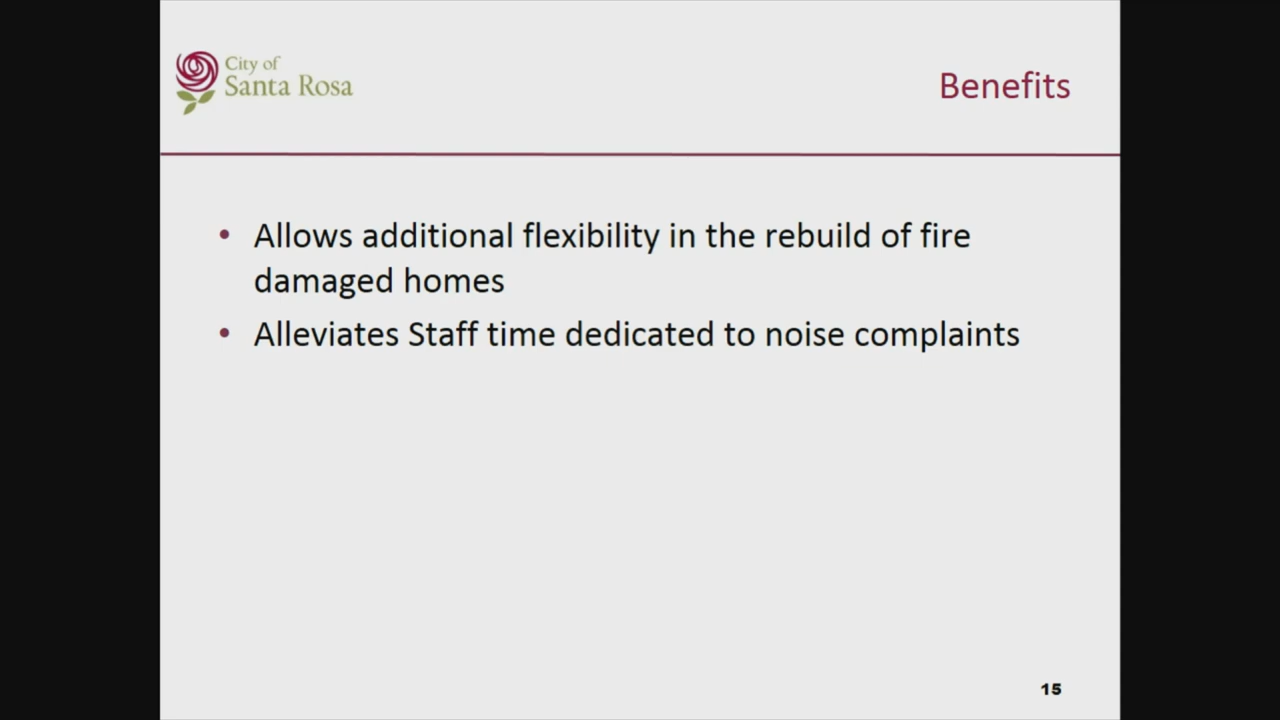 City of
Santa Rosa
Benefits
• Allows additional flexibility in the rebuild of fire
damaged homes
• Alleviates Staff time dedicated to noise complaints
15